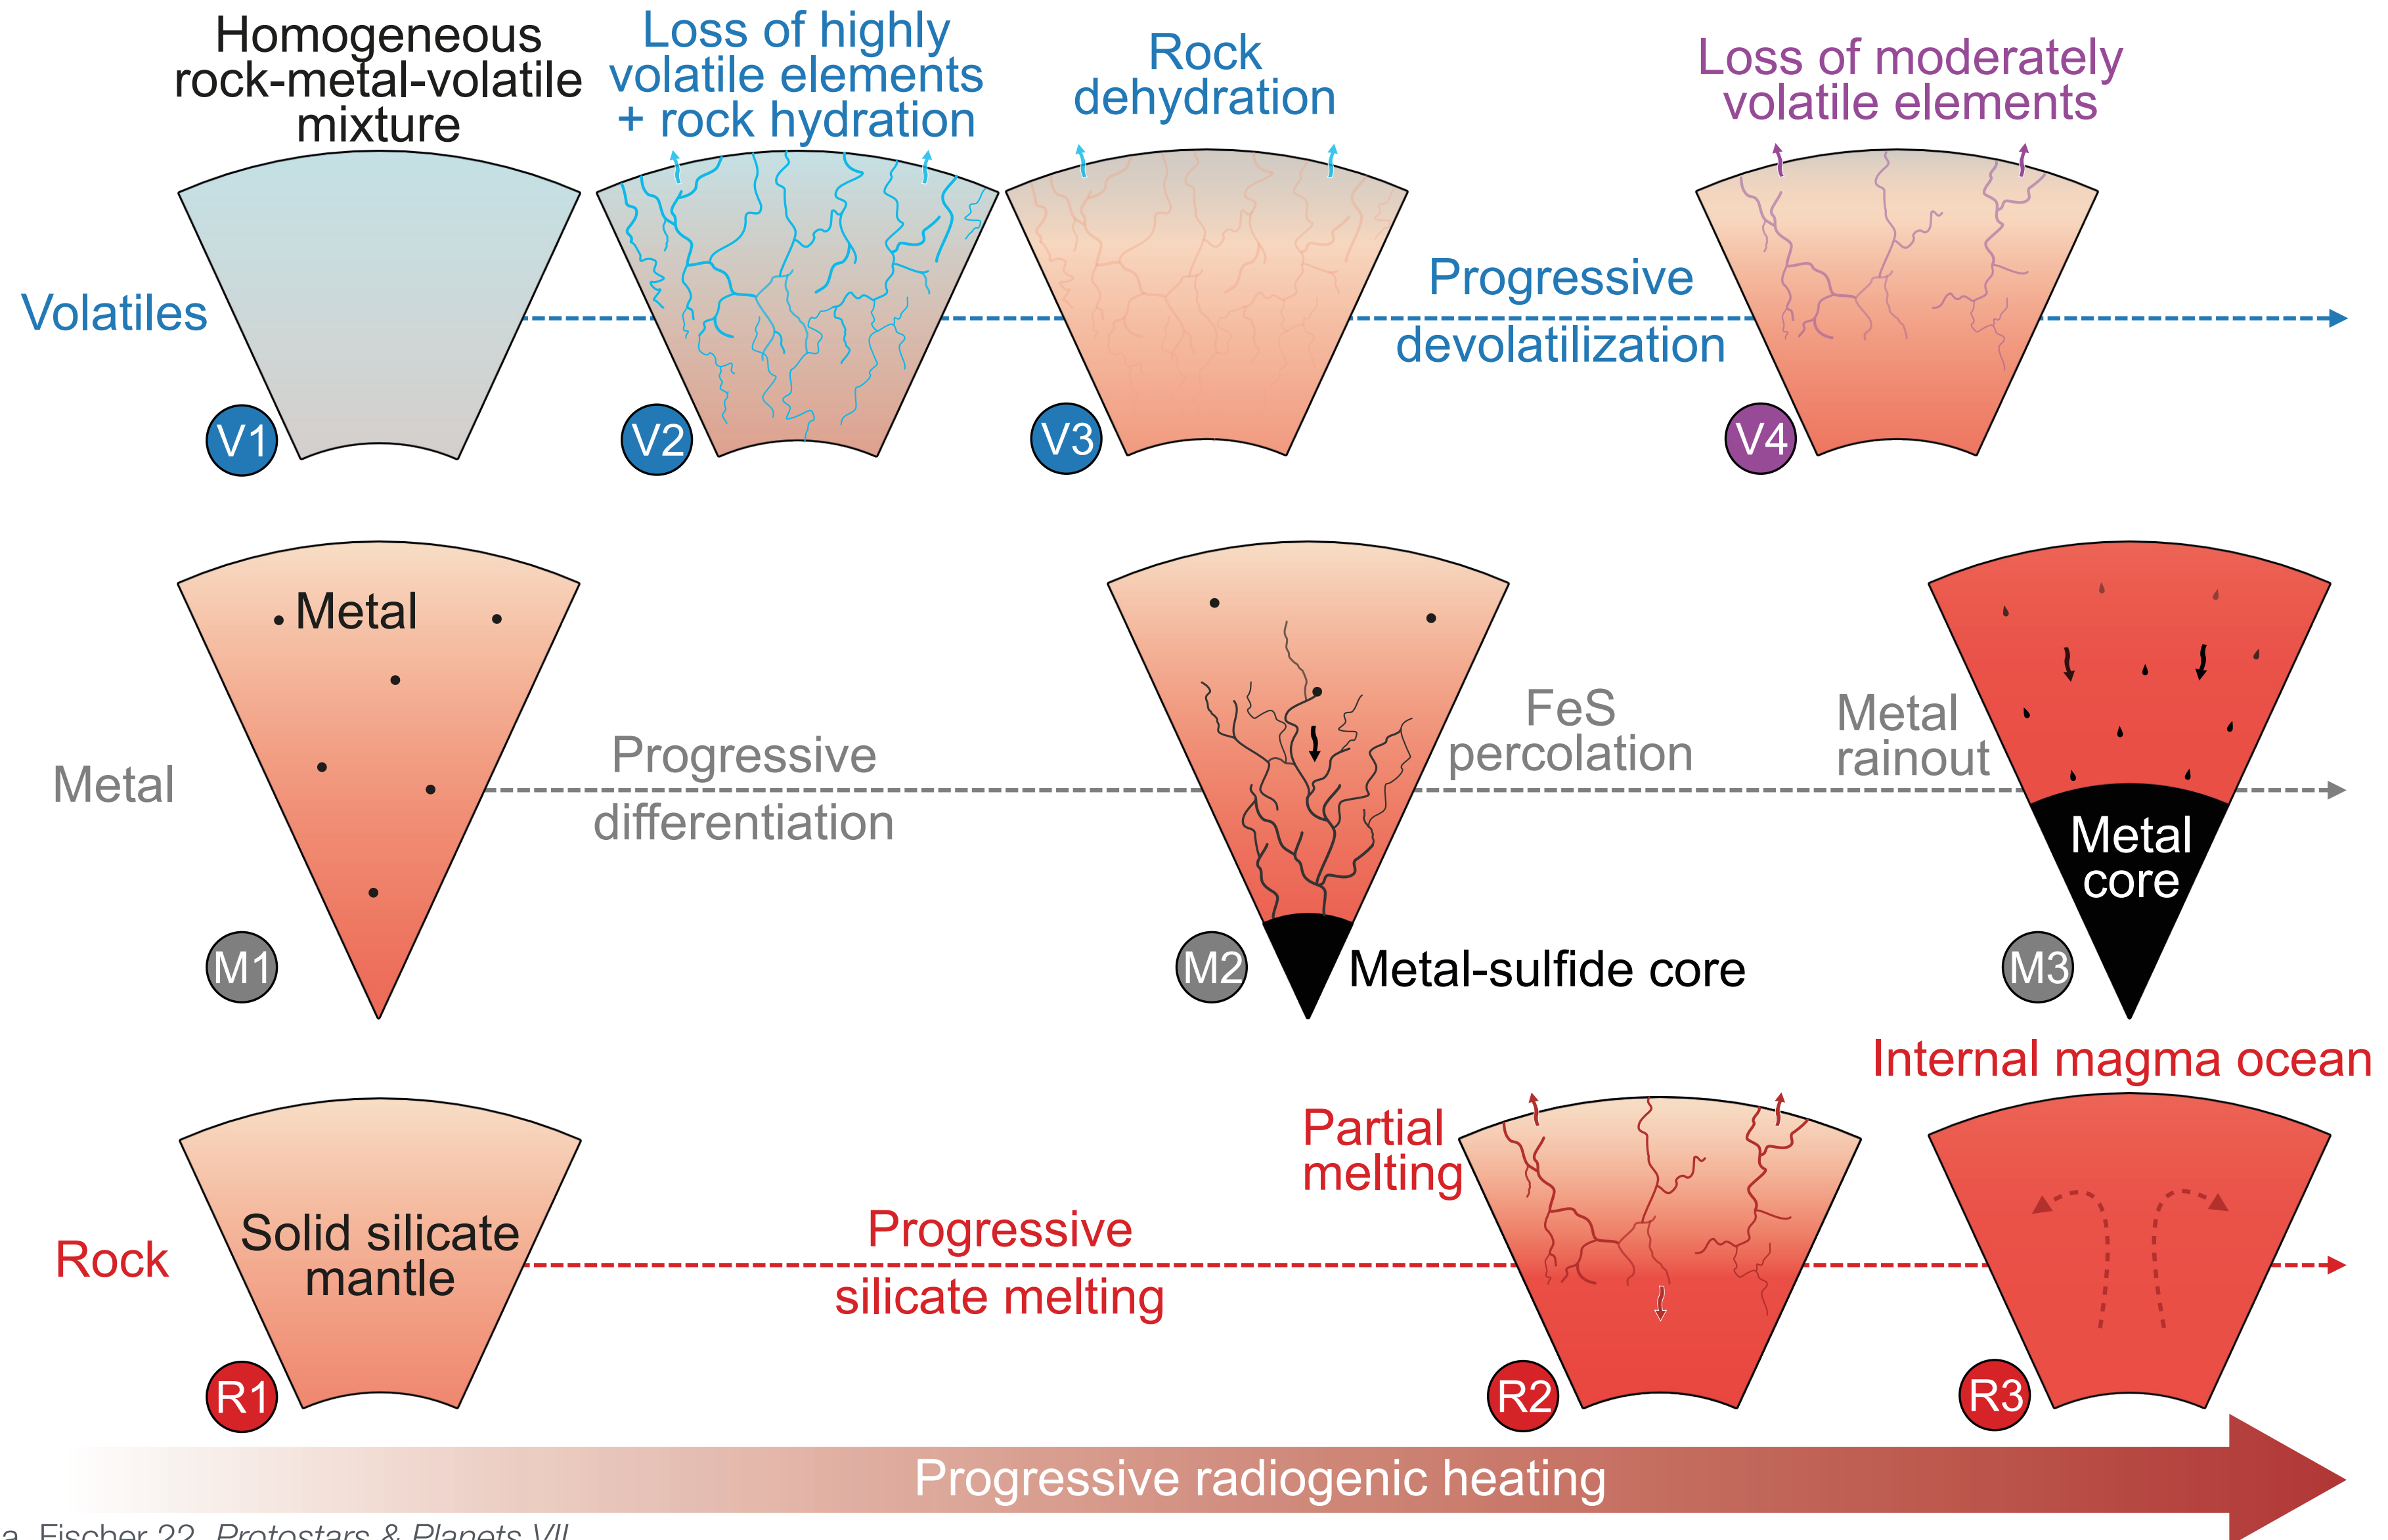 Homogeneous
rock-metal-volatile
mixture
Loss of highly
volatile elements
+ rock hydration
Rock
dehydration
Loss of moderately
volatile elements
Volatiles
Progressive
devolatilization
V1
V2
V3
V4
Metal
Metal
Progressive
differentiation
FeS
percolation
Metal
rainout
Metal
core
M1
M2
Metal-sulfide core
M3
Internal magma ocean
Partial
melting
Rock
Solid silicate
mantle
Progressive
silicate melting
R1
R2
R3
Progressive radiogenic heating
a, Fischer 22, Protostars & Planets VII